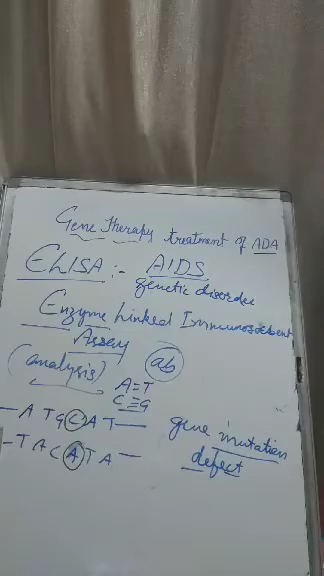 Gene Therapy treatment of ADA
ELISA :- AIDS
genetic disorder
Enzyme Linked Immunosorbent
Assay
(analysis) ab
A=T
C≡G
— A T G C A T —
— T A C A T A —
gene mutation
defect